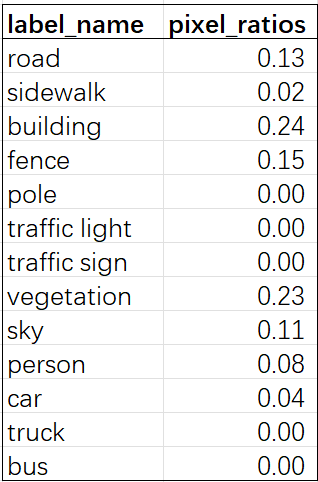 label_name pixel_ratios
road 0.13
sidewalk 0.02
building 0.24
fence 0.15
pole 0.00
traffic light 0.00
traffic sign 0.00
vegetation 0.23
sky 0.11
person 0.08
car 0.04
truck 0.00
bus 0.00